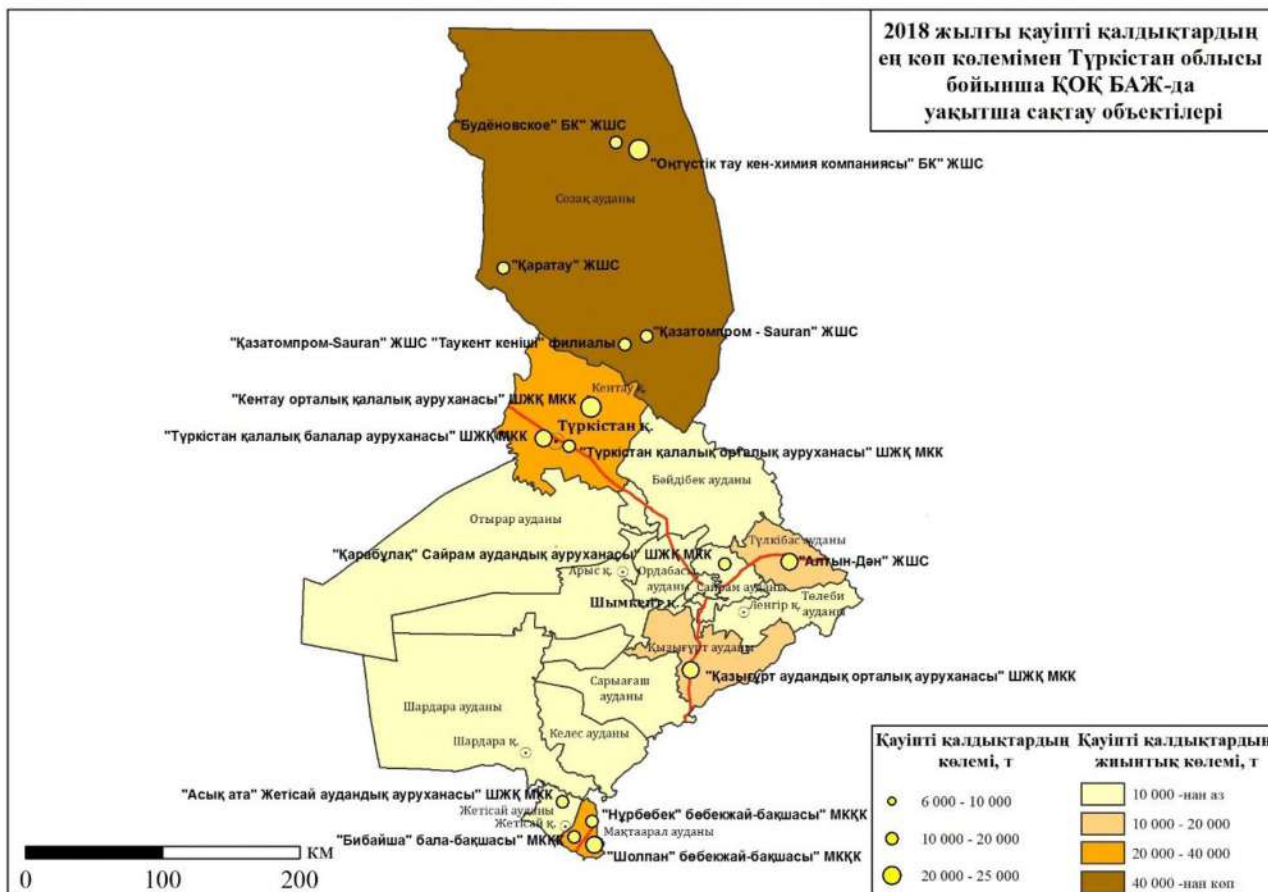 2018 жылғы қауіпті қалдықтардың
ең көп көлемімен Түркістан облысы
бойынша ҚОҚ БАЖ-да
уақытша сақтау объектілері
"Будёновское" БК" ЖШС
"Оңтүстік тау кен-химия компаниясы" БК" ЖШС
Созақ ауданы
"Қаратау" ЖШС
"Қазатомпром - Sauran" ЖШС
"Қазатомпром-Sauran" ЖШС "Таукент кеніші" филиалы
Кентау қ.
"Кентау орталық қалалық ауруханасы" ШЖҚ МКК
Түркістан қ.
"Түркістан қалалық балалар ауруханасы" ШЖҚ МКК
"Түркістан қалалық орталық ауруханасы" ШЖҚ МКК
Бәйдібек ауданы
Отырар ауданы
Түлкібас ауданы
"Қарабұлақ" Сайрам аудандық ауруханасы" ШЖҚ МКК
"Алтын-Дән" ЖШС
Арыс қ.
Ордабасы
ауданы
Сайрам ауданы
Төлеби
ауданы
Шымкент қ.
Ленгір қ.
Қызығұрт ауданы
"Қазығұрт аудандық орталық ауруханасы" ШЖҚ МКК
Сарыағаш
ауданы
Шардара ауданы
Келес ауданы
Шардара қ.
"Асық ата" Жетісай аудандық ауруханасы" ШЖҚ МКК
Жетісай ауданы
"Нұрбөбек" бөбекжай-бақшасы" МКҚК
Жетісай қ.
Мақтаарал ауданы
"Бибайша" бала-бақшасы" МКҚК
"Шолпан" бөбекжай-бақшасы" МКҚК
0 100 200 КМ
Қауіпті қалдықтардың
көлемі, т
6 000 - 10 000
10 000 - 20 000
20 000 - 25 000
Қауіпті қалдықтардың
жиынтық көлемі, т
10 000 -нан аз
10 000 - 20 000
20 000 - 40 000
40 000 -нан көп